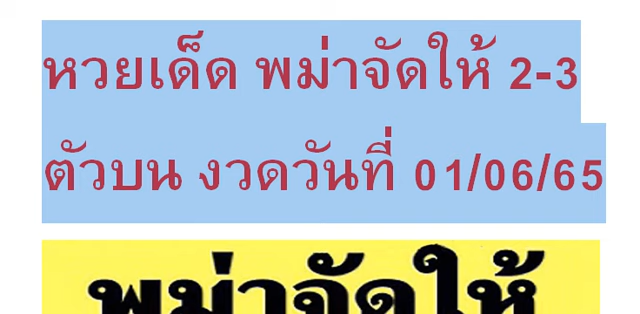 หวยเด็ด พม่าจัดให้ 2-3
ตัวบน งวดวันที่ 01/06/65
พม่าจัดให้